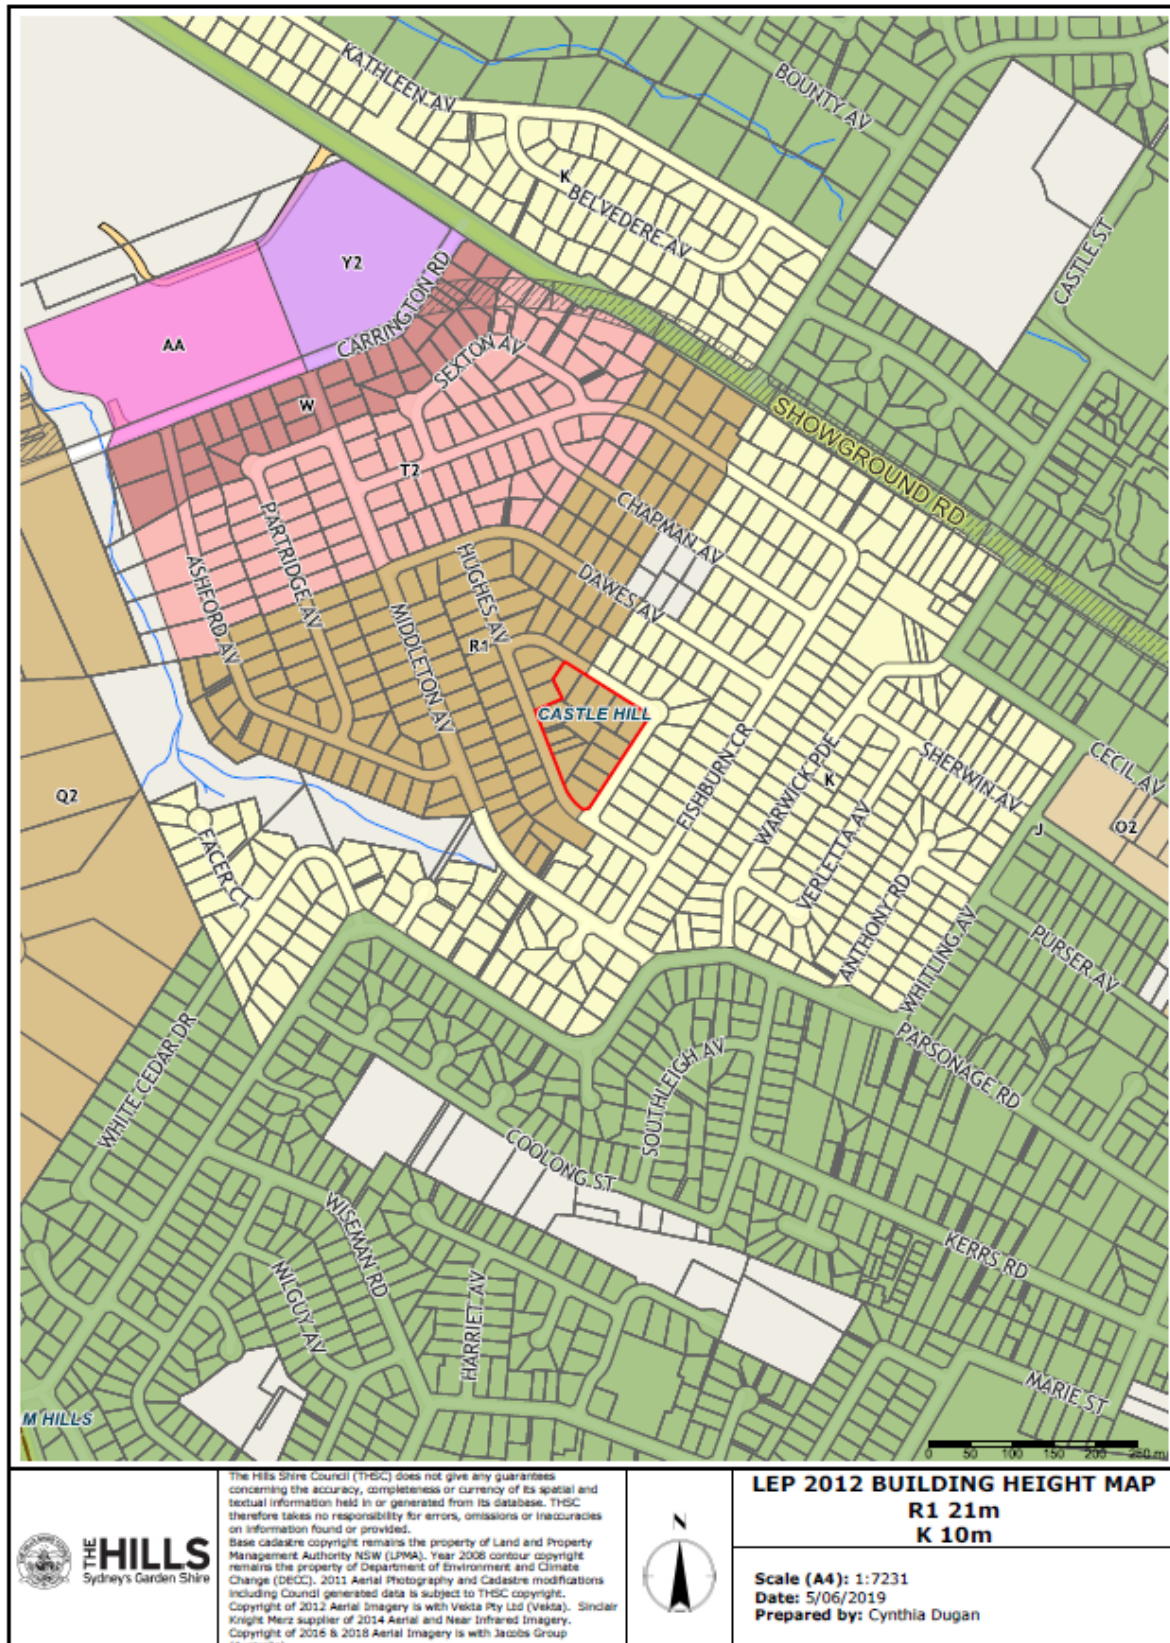 KATHLEEN AV
BOUNTY AV
K
BELVEDERE AV
CASTLE ST
Y2
CARRINGTON RD
AA
SEXTON AV
W
SHOWGROUND RD
T2
CHAPMAN AV
PARTRIDGE AV
HUGHES AV
DAWES AV
ASHFORD AV
MIDDLETON AV
R1
CASTLE HILL
FISHBURN CR
WARWICK PDE
SHERWIN AV
CECIL AV
K
Q2
VERLETTA AV
J
O2
FACER CT
ANTHONY RD
WHITLING AV
PURSER AV
WHITE CEDAR DR
SOUTHLEIGH AV
PARSONAGE RD
COOLONG ST
WISEMAN RD
KERRS RD
MILGUY AV
HARRIET AV
MARIE ST
M HILLS
0 50 100 150 200 250 m
THE HILLS
Sydney's Garden Shire
The Hills Shire Council (THSC) does not give any guarantees
concerning the accuracy, completeness or currency of its spatial and
textual information held in or generated from its database. THSC
therefore takes no responsibility for errors, omissions or inaccuracies
on information found or provided.
Base cadastre copyright remains the property of Land and Property
Management Authority NSW (LPMA). Year 2008 contour copyright
remains the property of Department of Environment and Climate
Change (DECC). 2011 Aerial Photography and Cadastre modifications
including Council generated data is subject to THSC copyright.
Copyright of 2012 Aerial Imagery is with Vekta Pty Ltd (Vekta). Sinclair
Knight Merz supplier of 2014 Aerial and Near Infrared Imagery.
Copyright of 2016 & 2018 Aerial Imagery is with Jacobs Group
N
LEP 2012 BUILDING HEIGHT MAP
R1 21m
K 10m
Scale (A4): 1:7231
Date: 5/06/2019
Prepared by: Cynthia Dugan